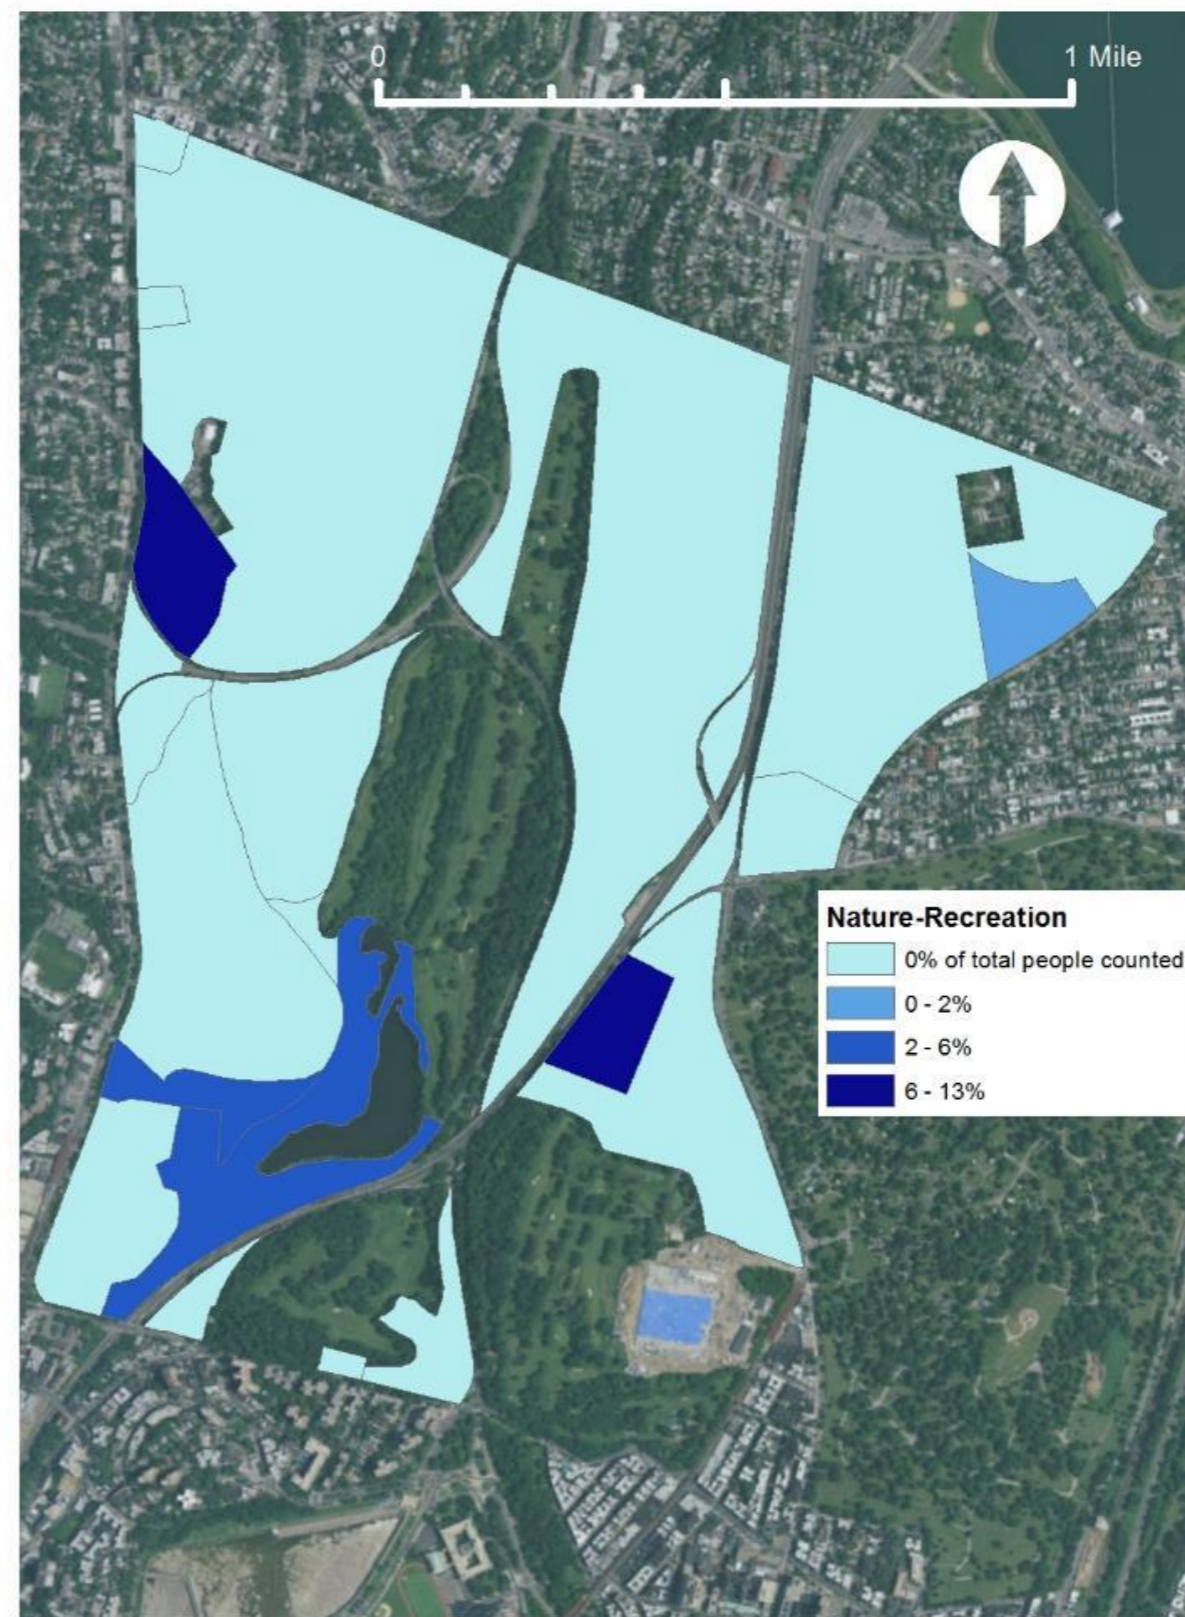 0 1 Mile
Nature-Recreation
0% of total people counted
0 - 2%
2 - 6%
6 - 13%